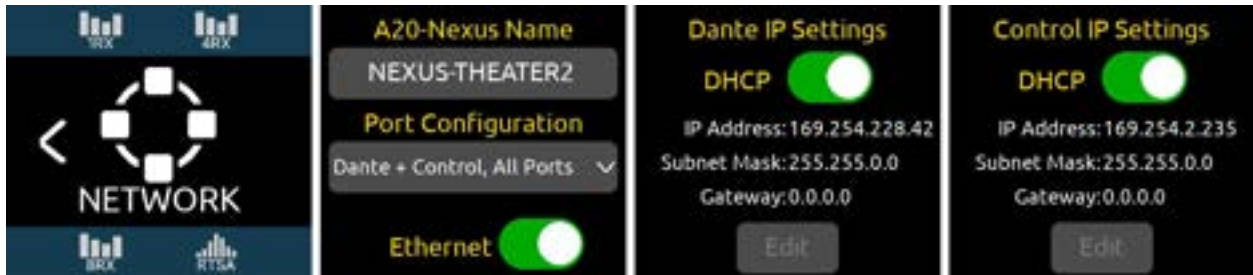 1RX 4RX
NETWORK
8RX RTSA
A20-Nexus Name
NEXUS-THEATER2
Port Configuration
Dante + Control, All Ports
Ethernet
Dante IP Settings
DHCP
IP Address:169.254.228.42
Subnet Mask:255.255.0.0
Gateway:0.0.0.0
Edit
Control IP Settings
DHCP
IP Address:169.254.2.235
Subnet Mask:255.255.0.0
Gateway:0.0.0.0
Edit